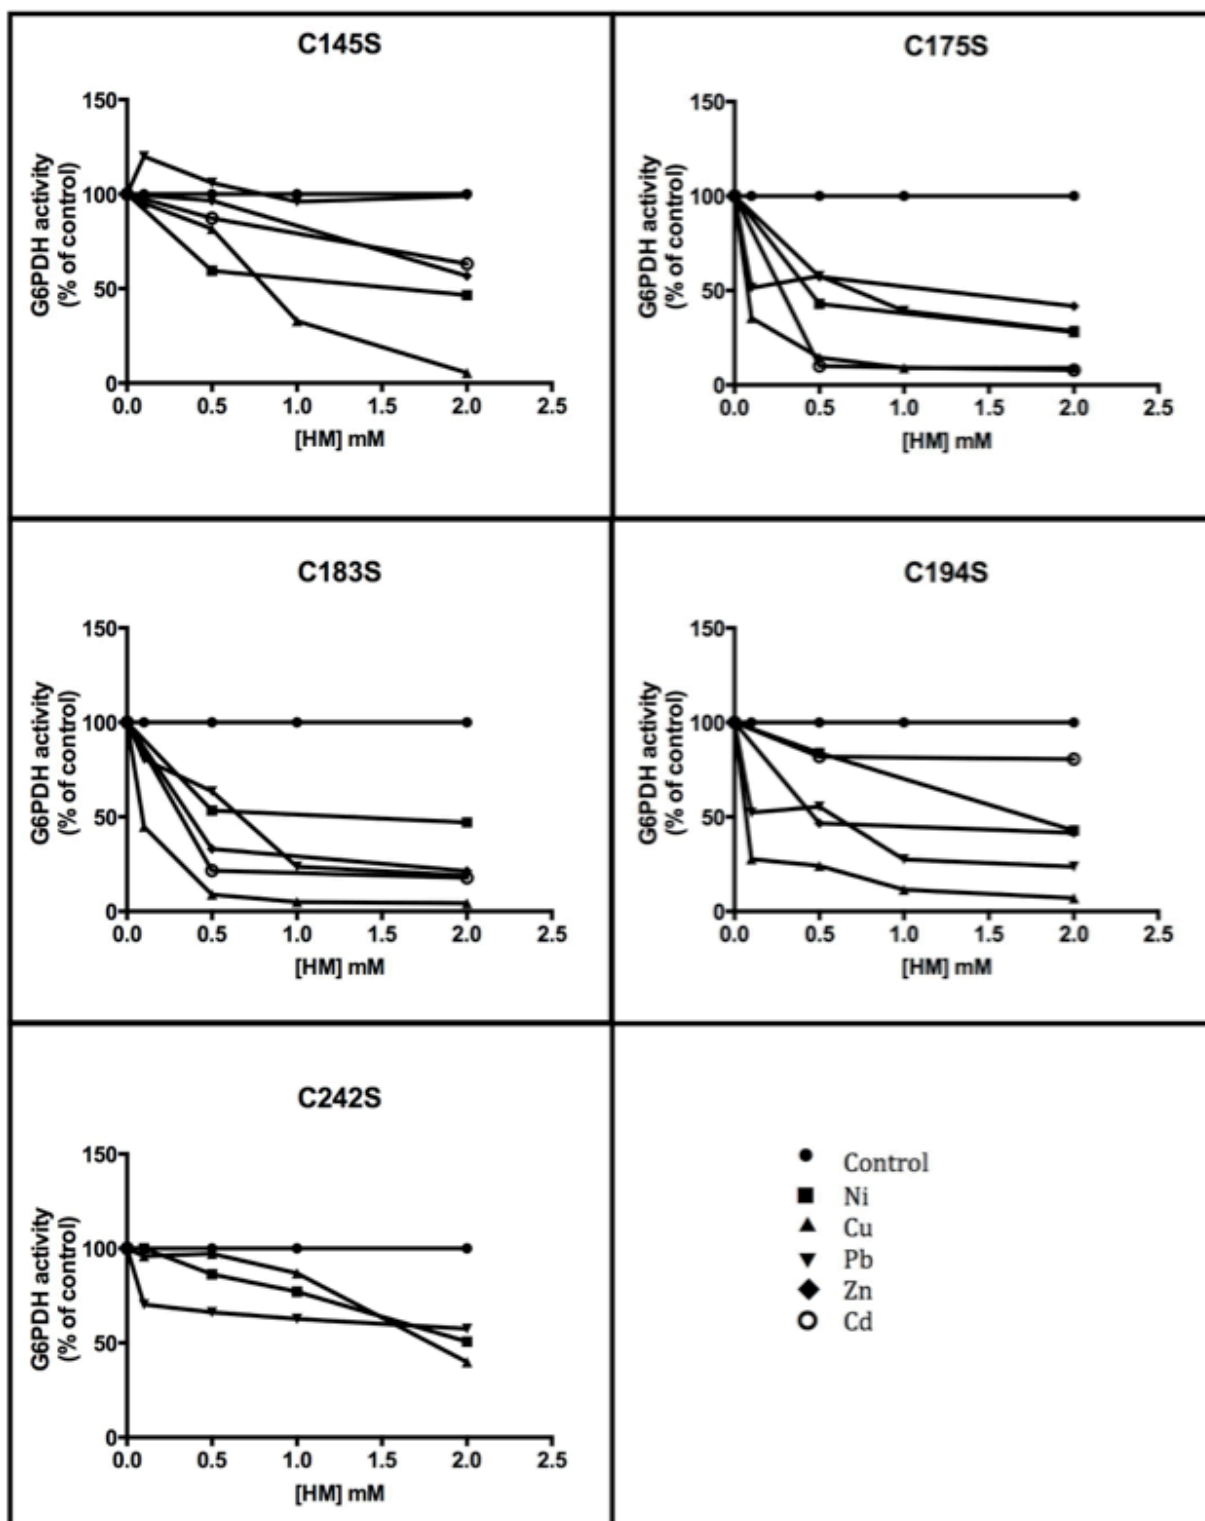 C145S
150
100
50
0
G6PDH activity
(% of control)
0.0 0.5 1.0 1.5 2.0 2.5
[HM] mM
C175S
150
100
50
0
G6PDH activity
(% of control)
0.0 0.5 1.0 1.5 2.0 2.5
[HM] mM
C183S
150
100
50
0
G6PDH activity
(% of control)
0.0 0.5 1.0 1.5 2.0 2.5
[HM] mM
C194S
150
100
50
0
G6PDH activity
(% of control)
0.0 0.5 1.0 1.5 2.0 2.5
[HM] mM
C242S
150
100
50
0
G6PDH activity
(% of control)
0.0 0.5 1.0 1.5 2.0 2.5
[HM] mM
Control
Ni
Cu
Pb
Zn
Cd